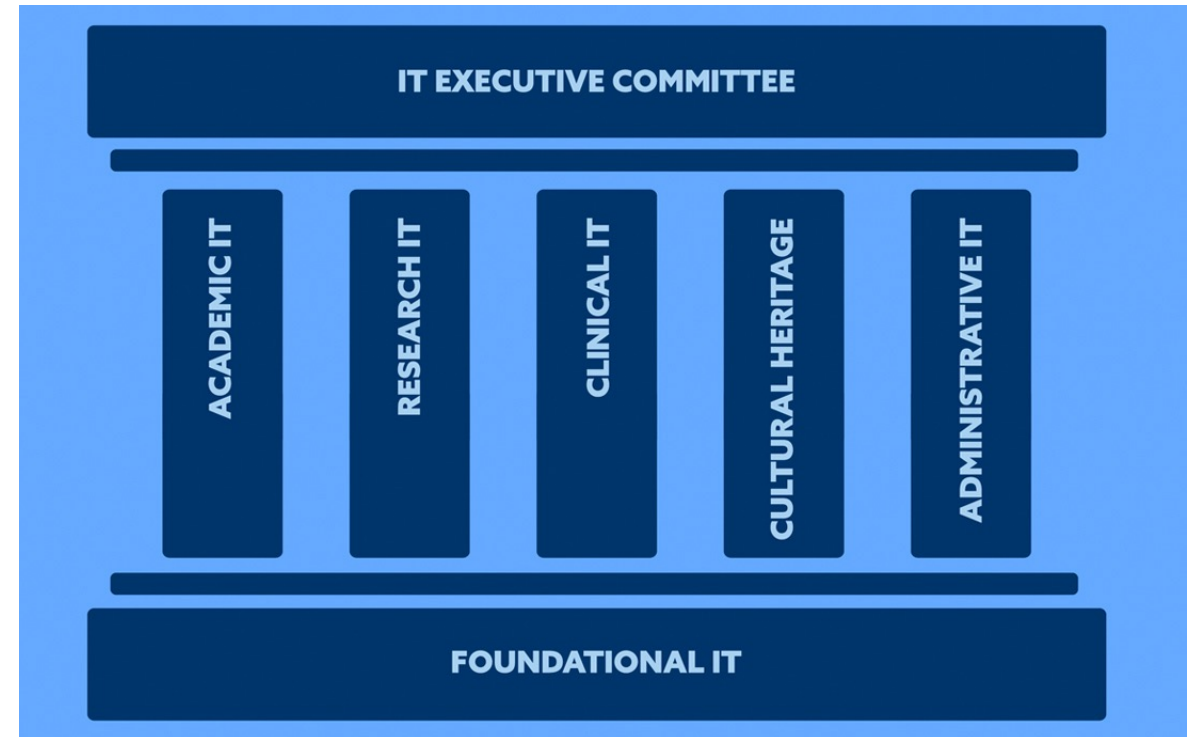 IT EXECUTIVE COMMITTEE
ACADEMIC IT
RESEARCH IT
CLINICAL IT
CULTURAL HERITAGE
ADMINISTRATIVE IT
FOUNDATIONAL IT